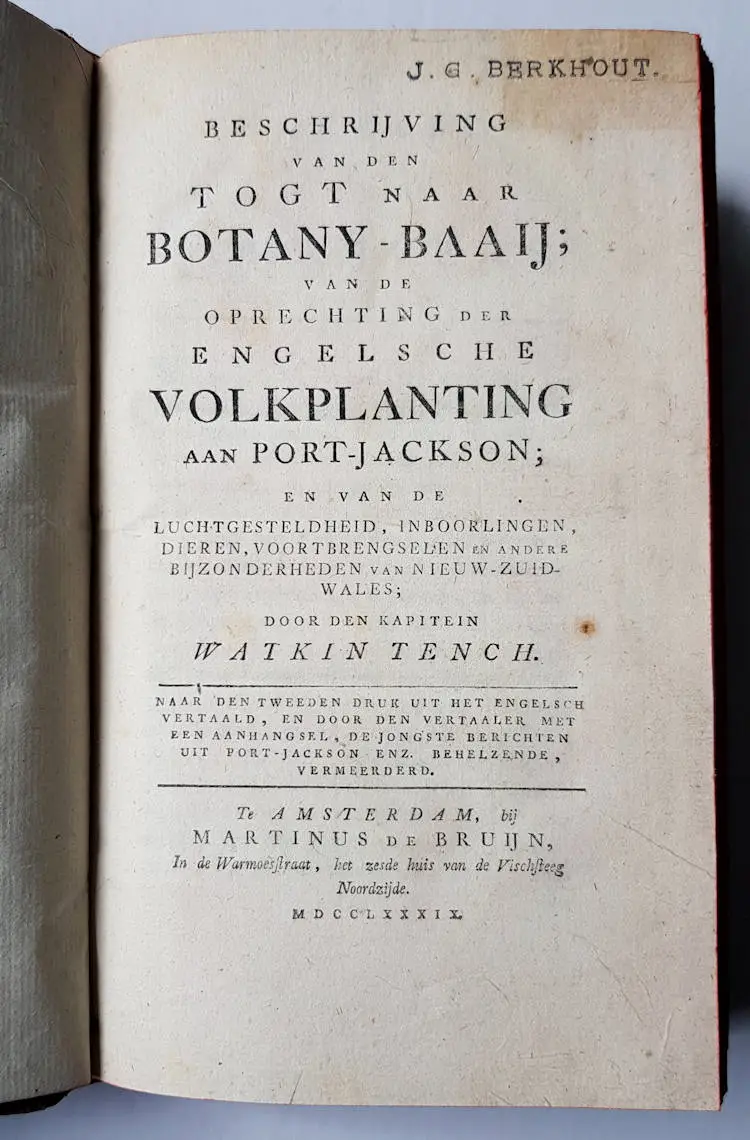 J. G. BERKHOUT.
BESCHRIJVING
VAN DEN
TOGT NAAR
BOTANY-BAAIJ;
VAN DE
OPRECHTING DER
ENGELSCHE
VOLKPLANTING
AAN PORT-JACKSON;
EN VAN DE
LUCHTGESTELDHEID, INBOORLINGEN,
DIEREN, VOORTBRENGSELEN EN ANDERE
BIJZONDERHEDEN VAN NIEUW-ZUID-
WALES;
DOOR DEN KAPITEIN
WATKIN TENCH.
NAAR DEN TWEEDEN DRUK UIT HET ENGELSCH
VERTAALD, EN DOOR DEN VERTAALER MET
EEN AANHANGSEL, DE JONGSTE BERICHTEN
UIT PORT-JACKSON ENZ. BEHELZENDE,
VERMEERDERD.
Te AMSTERDAM, bij
MARTINUS DE BRUIJN,
In de Warmoesſtraat, het zesde huis van de Vischſteeg
Noordzijde.
MDCCLXXXIX.